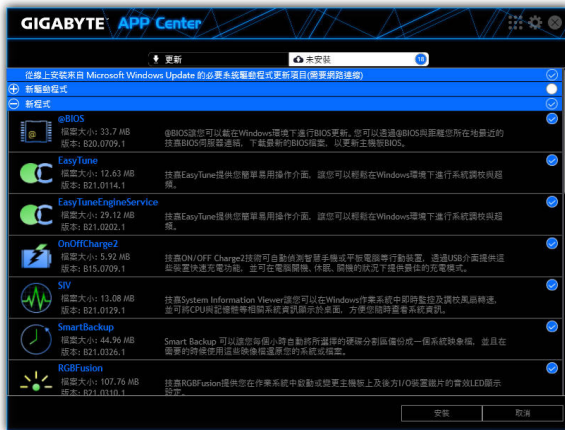 GIGABYTE APP Center
更新
未安裝 18
從線上安裝來自 Microsoft Windows Update 的必要系統驅動程式更新項目(需要網路連線)
新驅動程式
新程式
@BIOS
檔案大小: 33.7 MB
版本: B20.0709.1
@BIOS讓您可以載在Windows環境下進行BIOS更新。您可以透過@BIOS與距離您所在地最近的
技嘉BIOS伺服器連結，下載最新的BIOS檔案，以更新主機板BIOS。
EasyTune
檔案大小: 12.63 MB
版本: B21.0114.1
技嘉EasyTune提供您簡單易用操作介面，讓您可以輕鬆在Windows環境下進行系統調校與超
頻。
EasyTuneEngineService
檔案大小: 29.12 MB
版本: B21.0202.1
技嘉EasyTune提供您簡單易用操作介面，讓您可以輕鬆在Windows環境下進行系統調校與超
頻。
OnOffCharge2
檔案大小: 5.92 MB
版本: B15.0709.1
技嘉ON/OFF Charge2技術可自動偵測智慧手機或平板電腦等行動裝置，透過USB介面提供這
些裝置快速充電功能，並可在電腦開機、休眠、關機的狀況下提供最佳的充電模式。
SIV
檔案大小: 13.08 MB
版本: B21.0129.1
技嘉System Information Viewer讓您可以在Windows作業系統中即時監控及調校風扇轉速，
並可將CPU與記憶體等相關系統資訊顯示於桌面，方便您隨時查看系統資訊。
SmartBackup
檔案大小: 44.96 MB
版本: B21.0326.1
Smart Backup 可以讓您每個小時自動將所選擇的硬碟分割區備份成一個系統映象檔，並且在
需要的時候使用這些映像檔還原您的系統或檔案。
RGBFusion
檔案大小: 107.76 MB
版本: B21.0310.1
技嘉RGBFusion提供您在作業系統中啟動或變更主機板上及後方I/O裝置鐵片的音效LED顯示
設定。
安裝
取消